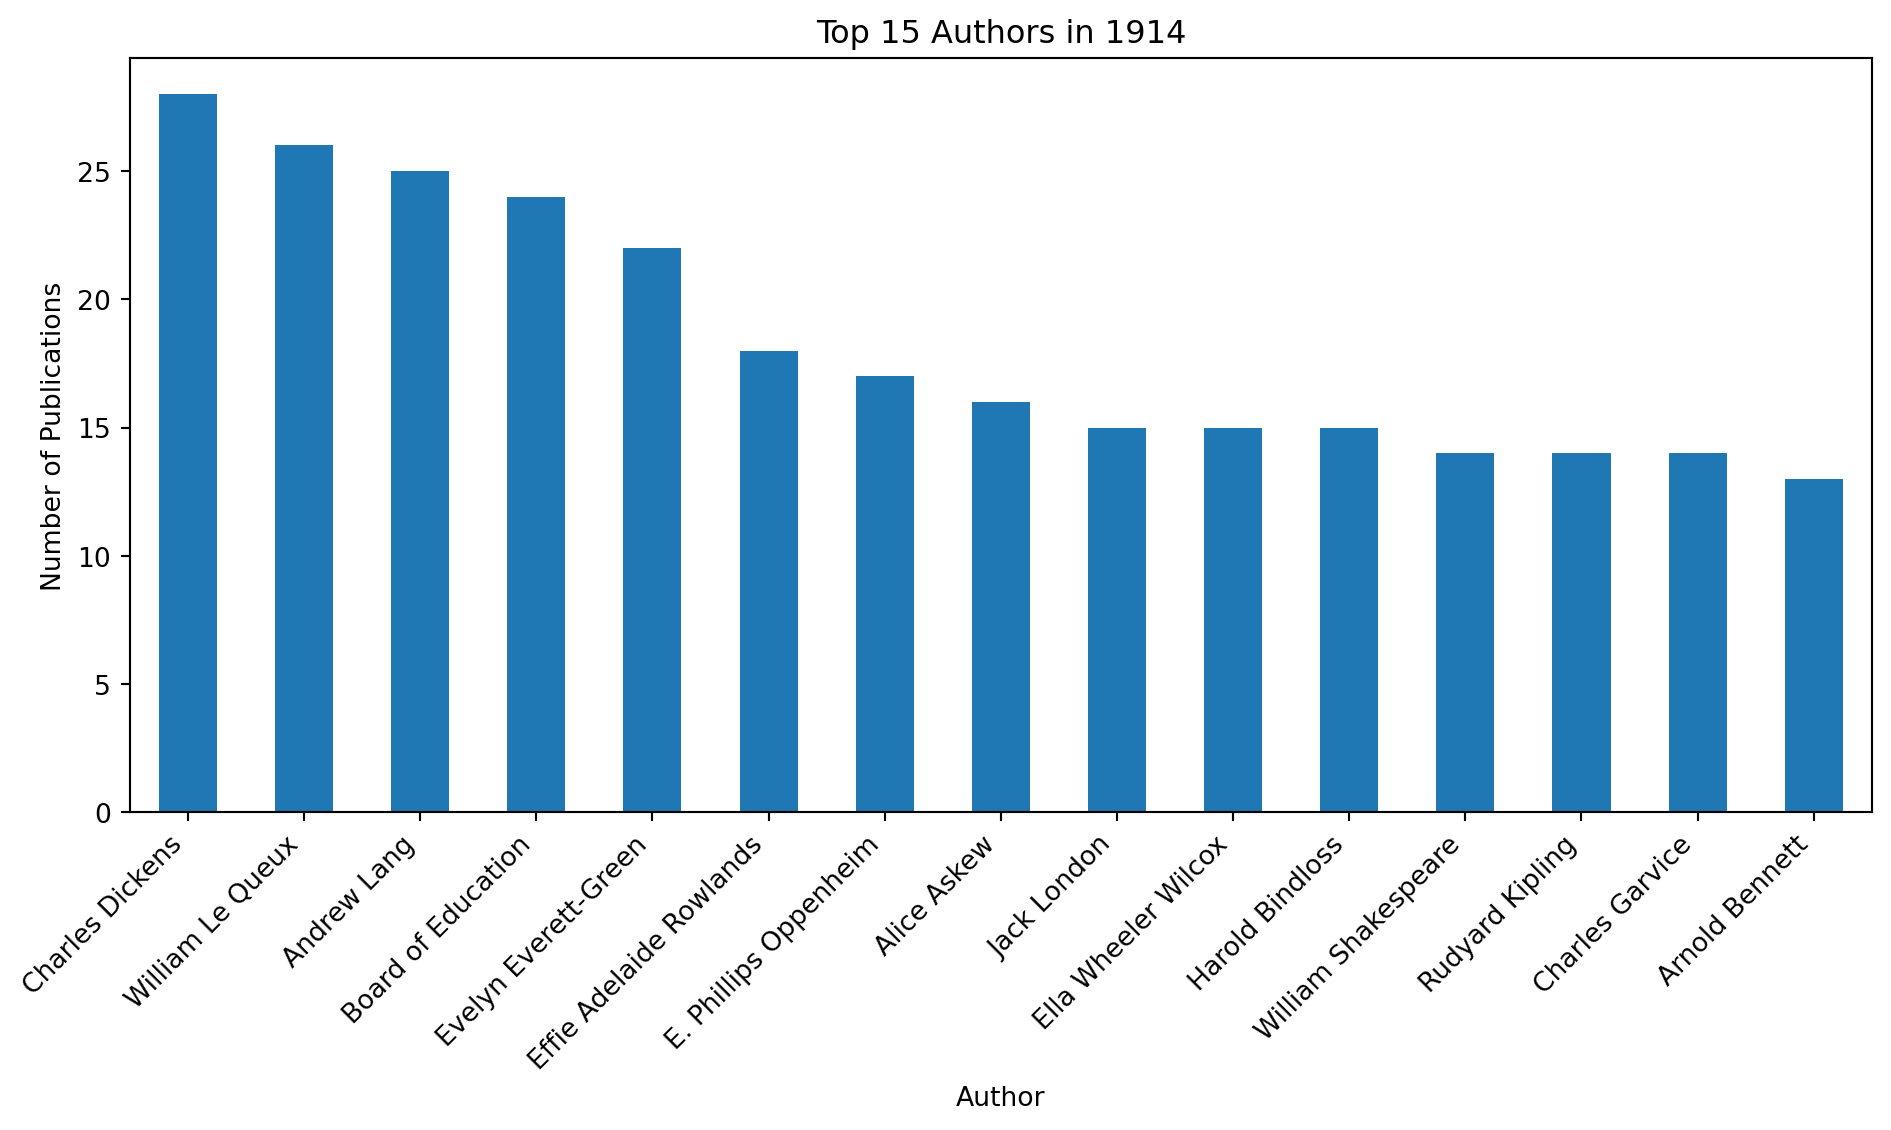 Top 15 Authors in 1914
Number of Publications
25
20
15
10
5
0
Charles Dickens
William Le Queux
Andrew Lang
Board of Education
Evelyn Everett-Green
Effie Adelaide Rowlands
E. Phillips Oppenheim
Alice Askew
Jack London
Ella Wheeler Wilcox
Harold Bindloss
William Shakespeare
Rudyard Kipling
Charles Garvice
Arnold Bennett
Author